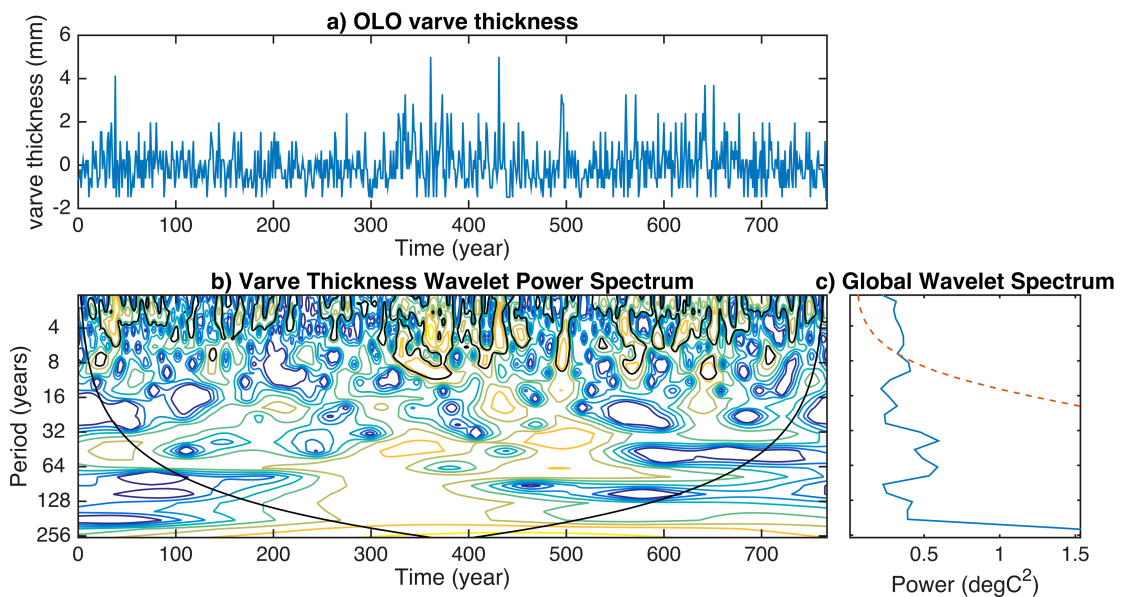 a) OLO varve thickness
varve thickness (mm)
6
4
2
0
-2
0 100 200 300 400 500 600 700
Time (year)
b) Varve Thickness Wavelet Power Spectrum
Period (years)
4
8
16
32
64
128
256
0 100 200 300 400 500 600 700
Time (year)
c) Global Wavelet Spectrum
0.5 1 1.5
Power (degC2)